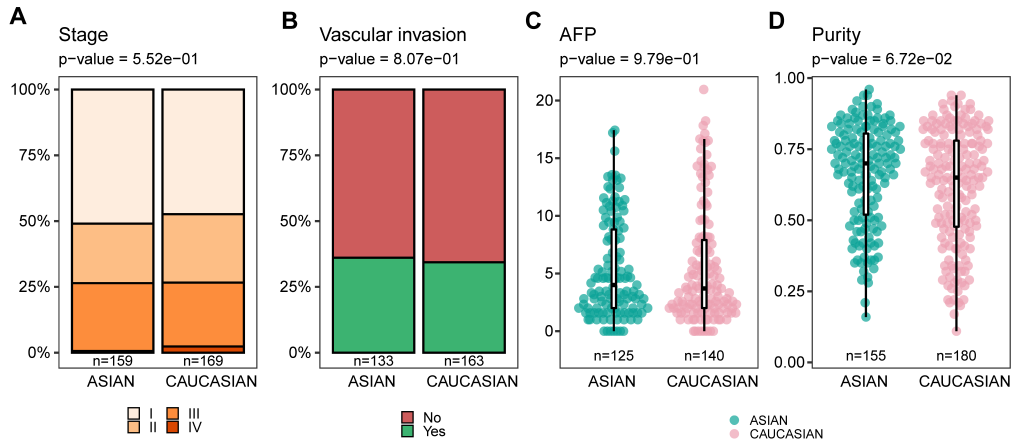 A
Stage
p−value = 5.52e−01
100%
75%
50%
25%
0%
n=159
n=169
ASIAN
CAUCASIAN
I
II
III
IV
B
Vascular invasion
p−value = 8.07e−01
100%
75%
50%
25%
0%
n=133
n=163
ASIAN
CAUCASIAN
No
Yes
C
AFP
p−value = 9.79e−01
20
15
10
5
0
n=125
n=140
ASIAN
CAUCASIAN
D
Purity
p−value = 6.72e−02
1.00
0.75
0.50
0.25
0.00
n=155
n=180
ASIAN
CAUCASIAN
ASIAN
CAUCASIAN